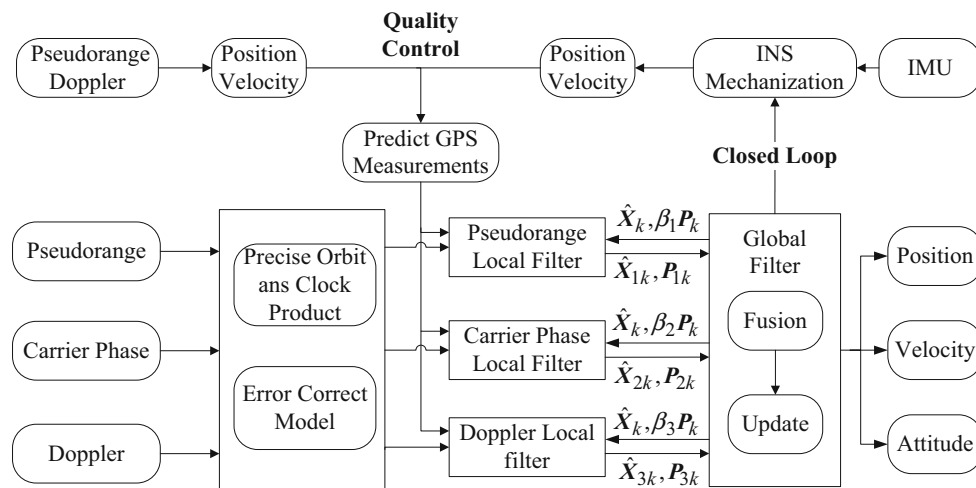 Quality
Control
Pseudorange
Doppler
Position
Velocity
Position
Velocity
INS
Mechanization
IMU
Predict GPS
Measurements
Closed Loop
Pseudorange
Carrier Phase
Doppler
Precise Orbit
ans Clock
Product
Error Correct
Model
Pseudorange
Local Filter
X̂k, β1Pk
X̂1k, P1k
Carrier Phase
Local Filter
X̂k, β2Pk
X̂2k, P2k
Doppler Local
filter
X̂k, β3Pk
X̂3k, P3k
Global
Filter
Fusion
Update
Position
Velocity
Attitude